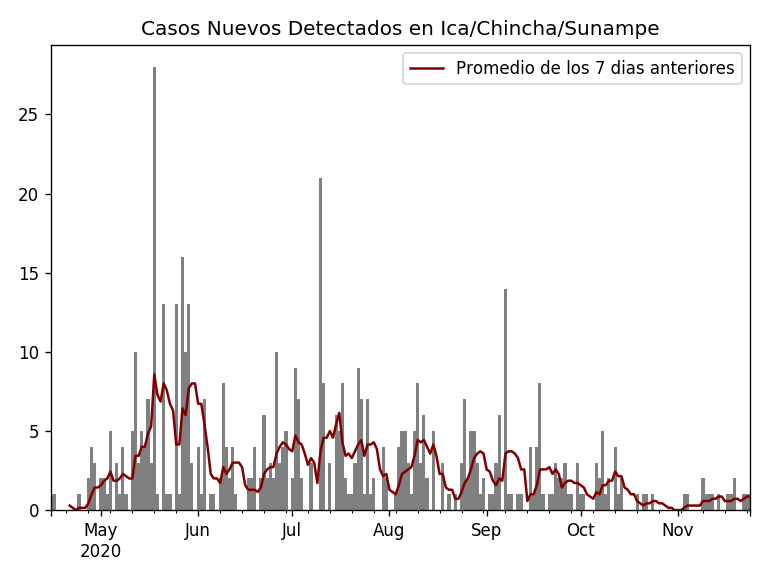 Casos Nuevos Detectados en Ica/Chincha/Sunampe
Promedio de los 7 dias anteriores
25
20
15
10
5
0
May Jun Jul Aug Sep Oct Nov
2020